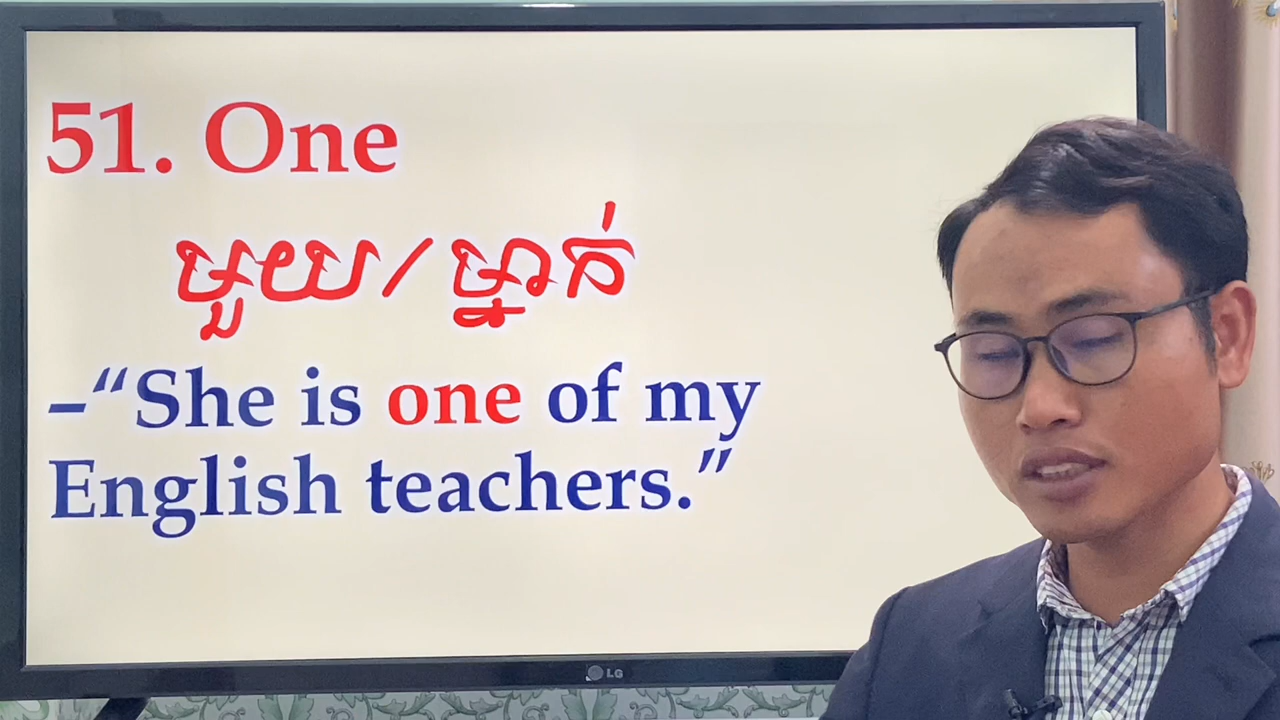 51. One
មួយ/ ម្នាក់
–“She is one of my
English teachers.”
LG